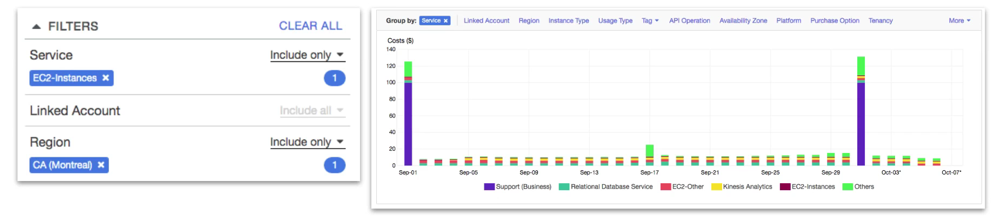 FILTERS CLEAR ALL
Service Include only
EC2-Instances × 1
Linked Account Include all
Region Include only
CA (Montreal) × 1
Group by: Service × Linked Account Region Instance Type Usage Type Tag API Operation Availability Zone Platform Purchase Option Tenancy More
Costs ($)
140
120
100
80
60
40
20
0
Sep-01 Sep-05 Sep-09 Sep-13 Sep-17 Sep-21 Sep-25 Sep-29 Oct-03* Oct-07*
Support (Business) Relational Database Service EC2-Other Kinesis Analytics EC2-Instances Others